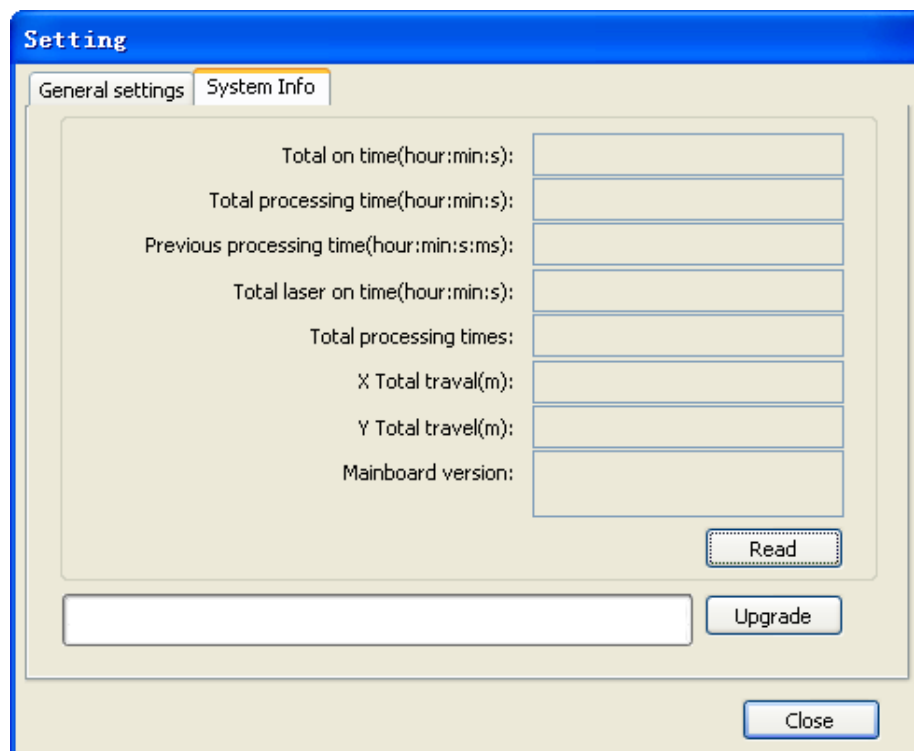 Setting
General settings
System Info
Total on time(hour:min:s):
Total processing time(hour:min:s):
Previous processing time(hour:min:s:ms):
Total laser on time(hour:min:s):
Total processing times:
X Total traval(m):
Y Total travel(m):
Mainboard version:
Read
Upgrade
Close